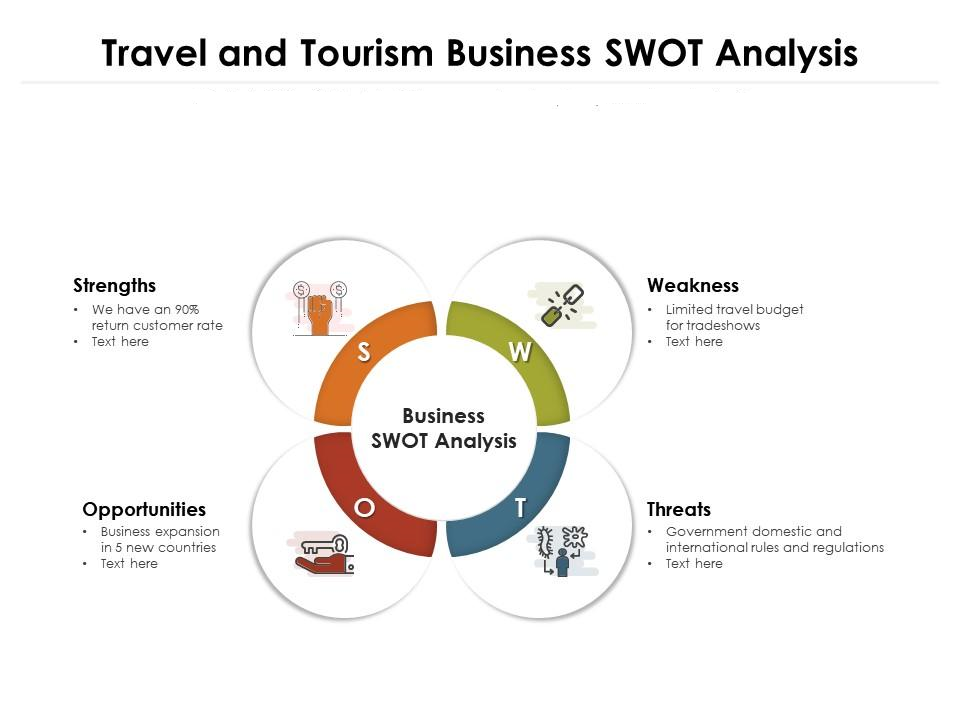 Travel and Tourism Business SWOT Analysis
Strengths
• We have an 90%
return customer rate
• Text here
Weakness
• Limited travel budget
for tradeshows
• Text here
S
W
Business
SWOT Analysis
O
T
Opportunities
• Business expansion
in 5 new countries
• Text here
Threats
• Government domestic and
international rules and regulations
• Text here
$
$